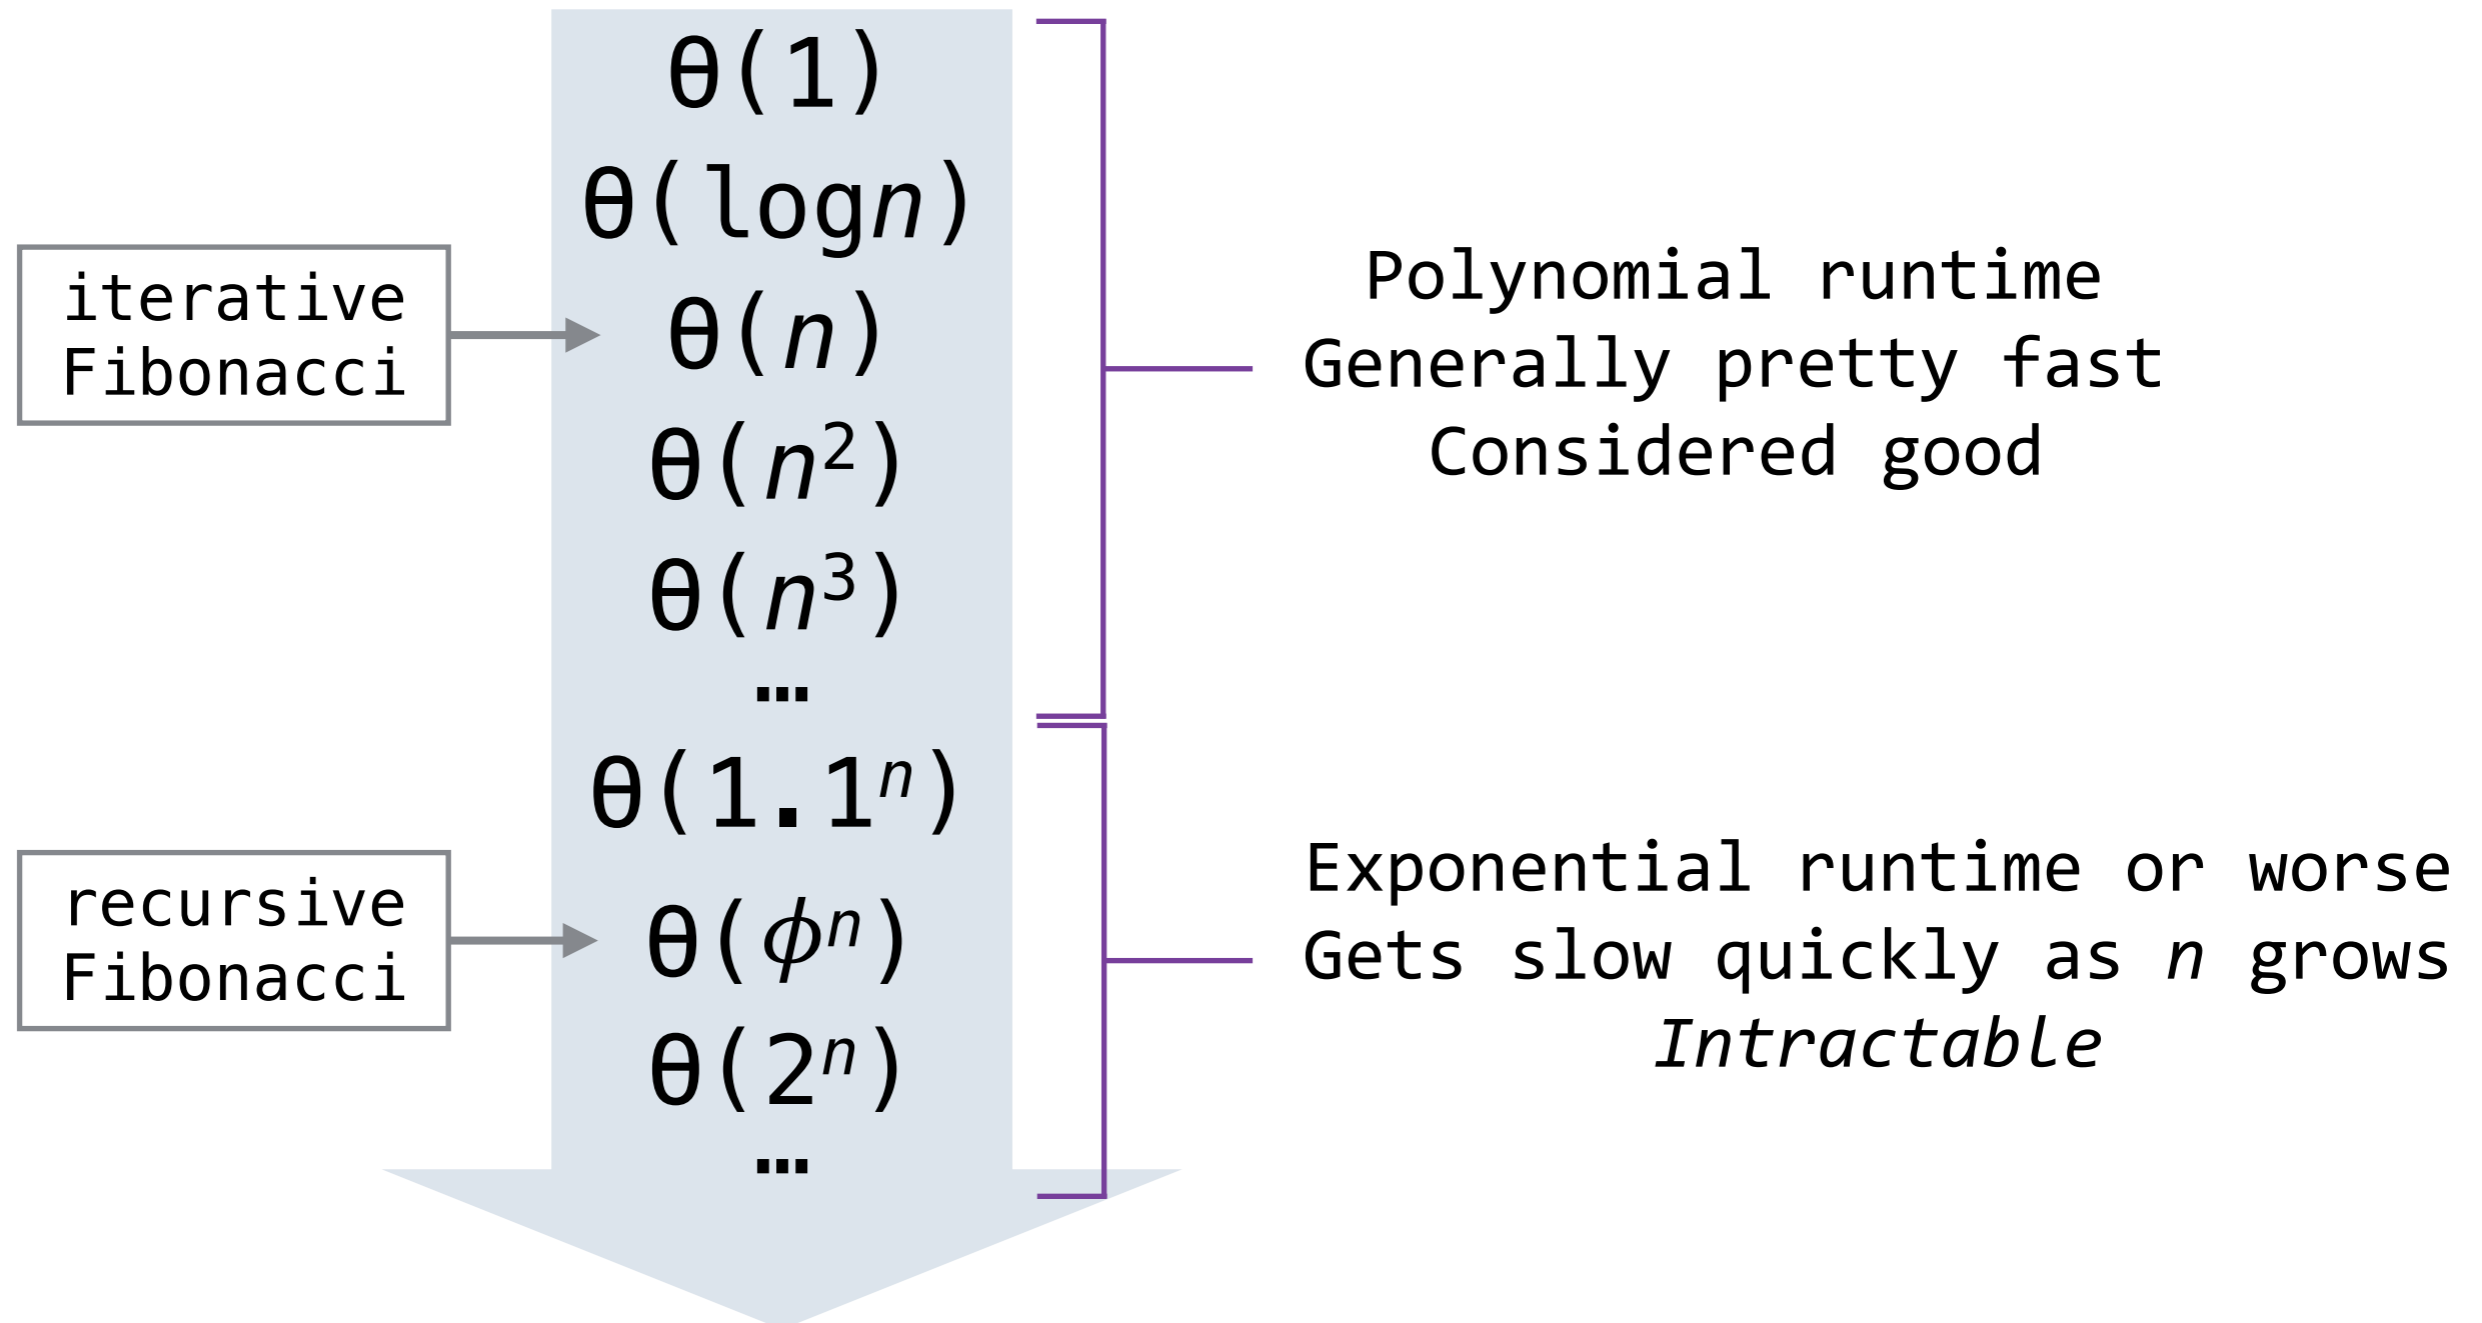 θ(1)
θ(logn)
θ(n)
θ(n²)
θ(n³)
…
θ(1.1ⁿ)
θ(ϕⁿ)
θ(2ⁿ)
…
iterative
Fibonacci
recursive
Fibonacci
Polynomial runtime
Generally pretty fast
Considered good
Exponential runtime or worse
Gets slow quickly as n grows
Intractable